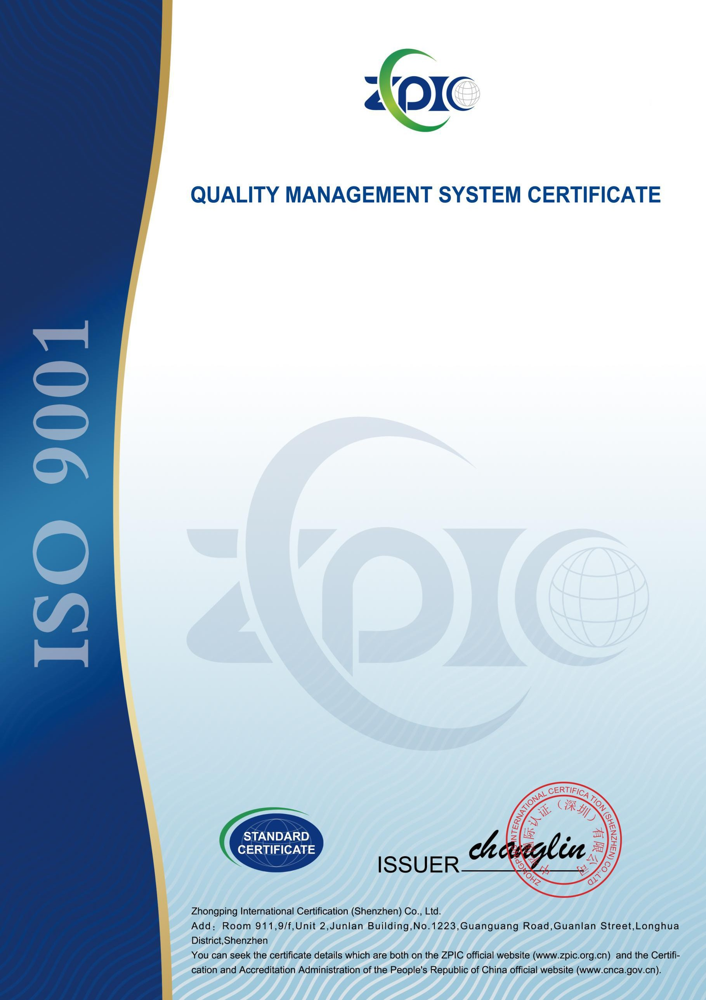 ZPIC
QUALITY MANAGEMENT SYSTEM CERTIFICATE
ISO 9001
ZPIC
STANDARD
CERTIFICATE
ISSUER
changlin
ZHONGPING INTERNATIONAL CERTIFICA TION (SHENZHEN) CO.,LTD
中平国际认证（深圳）有限公司
Zhongping International Certification (Shenzhen) Co., Ltd.
Add：Room 911,9/f,Unit 2,Junlan Building,No.1223,Guanguang Road,Guanlan Street,Longhua
District,Shenzhen
You can seek the certificate details which are both on the ZPIC official website (www.zpic.org.cn) and the Certifi-
cation and Accreditation Administration of the People's Republic of China official website (www.cnca.gov.cn).